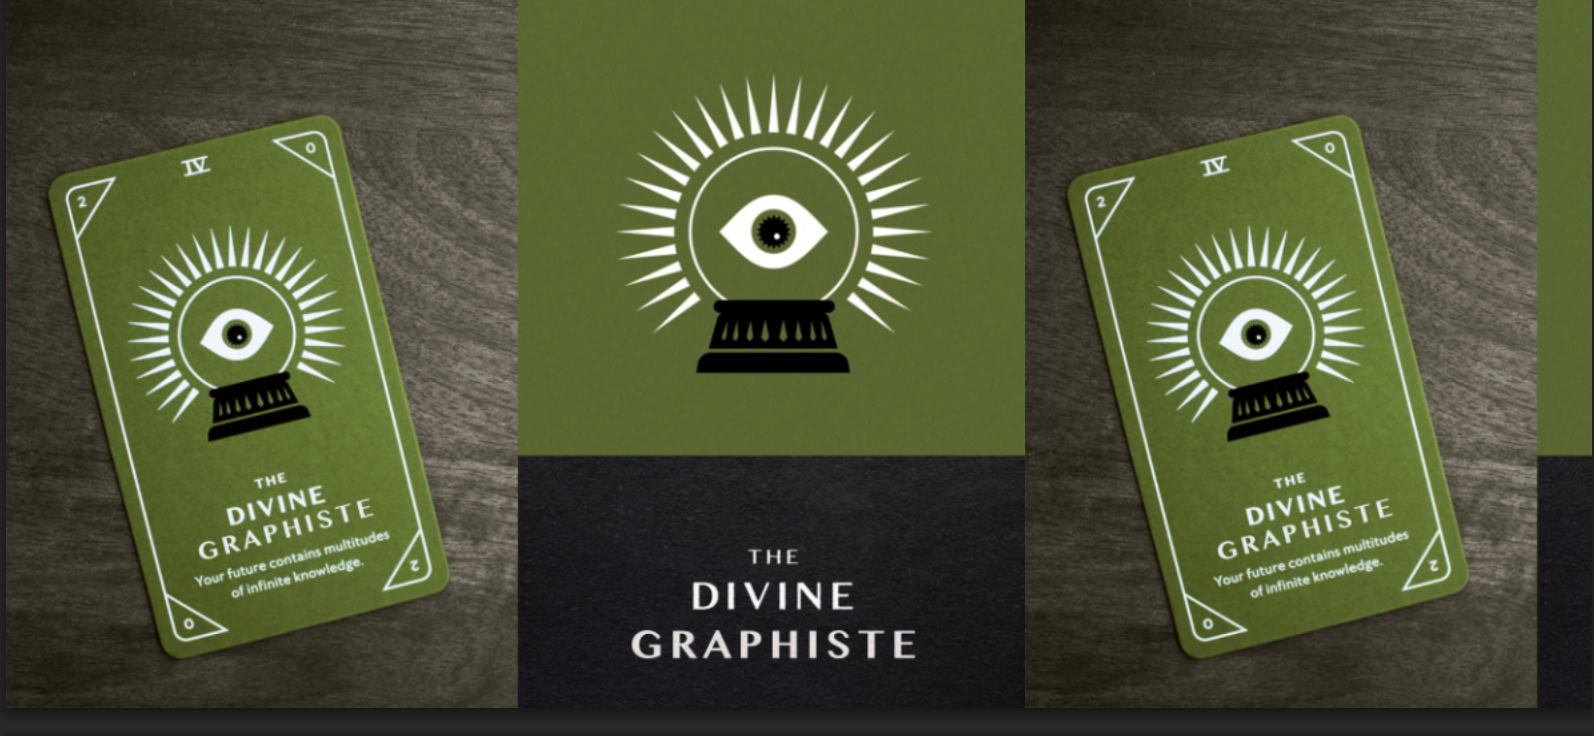 IV
2
0
THE
DIVINE
GRAPHISTE
Your future contains multitudes
of infinite knowledge.
2
0
THE
DIVINE
GRAPHISTE
IV
2
0
THE
DIVINE
GRAPHISTE
Your future contains multitudes
of infinite knowledge.
2
0